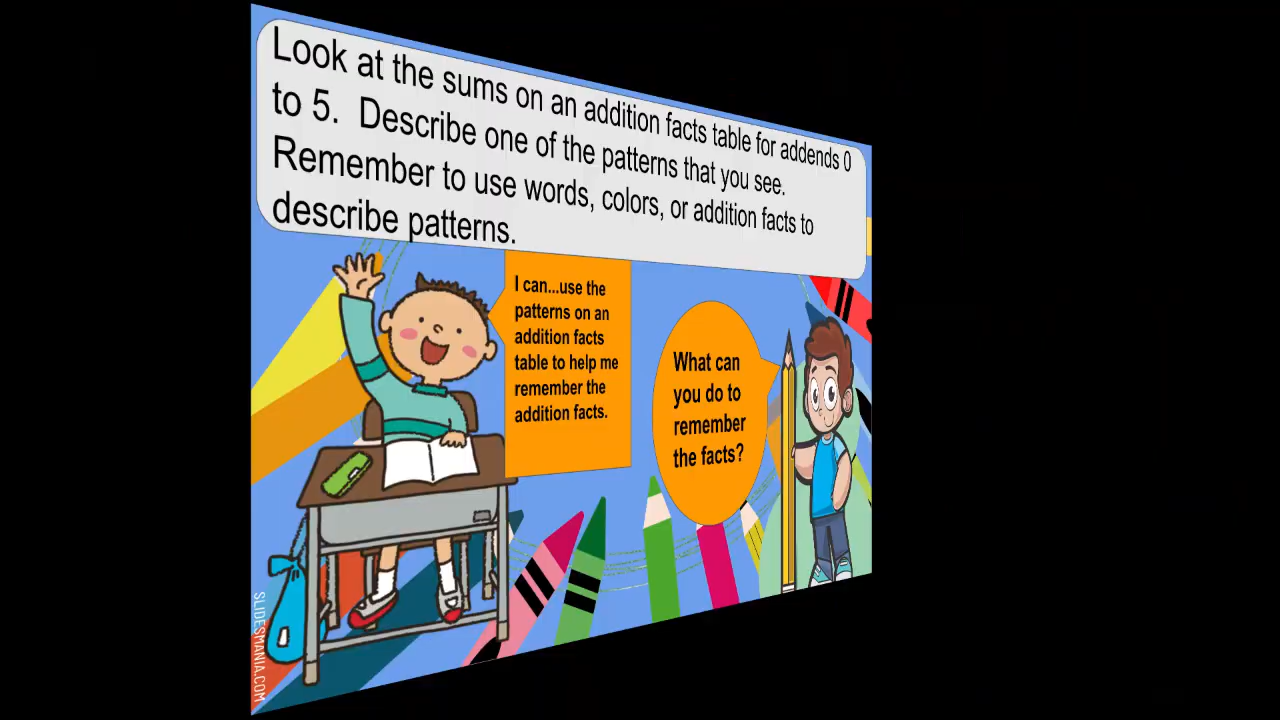 Look at the sums on an addition facts table for addends 0
to 5. Describe one of the patterns that you see.
Remember to use words, colors, or addition facts to
describe patterns.
I can...use the
patterns on an
addition facts
table to help me
remember the
addition facts.
What can
you do to
remember
the facts?
SLIDESMANIA.COM